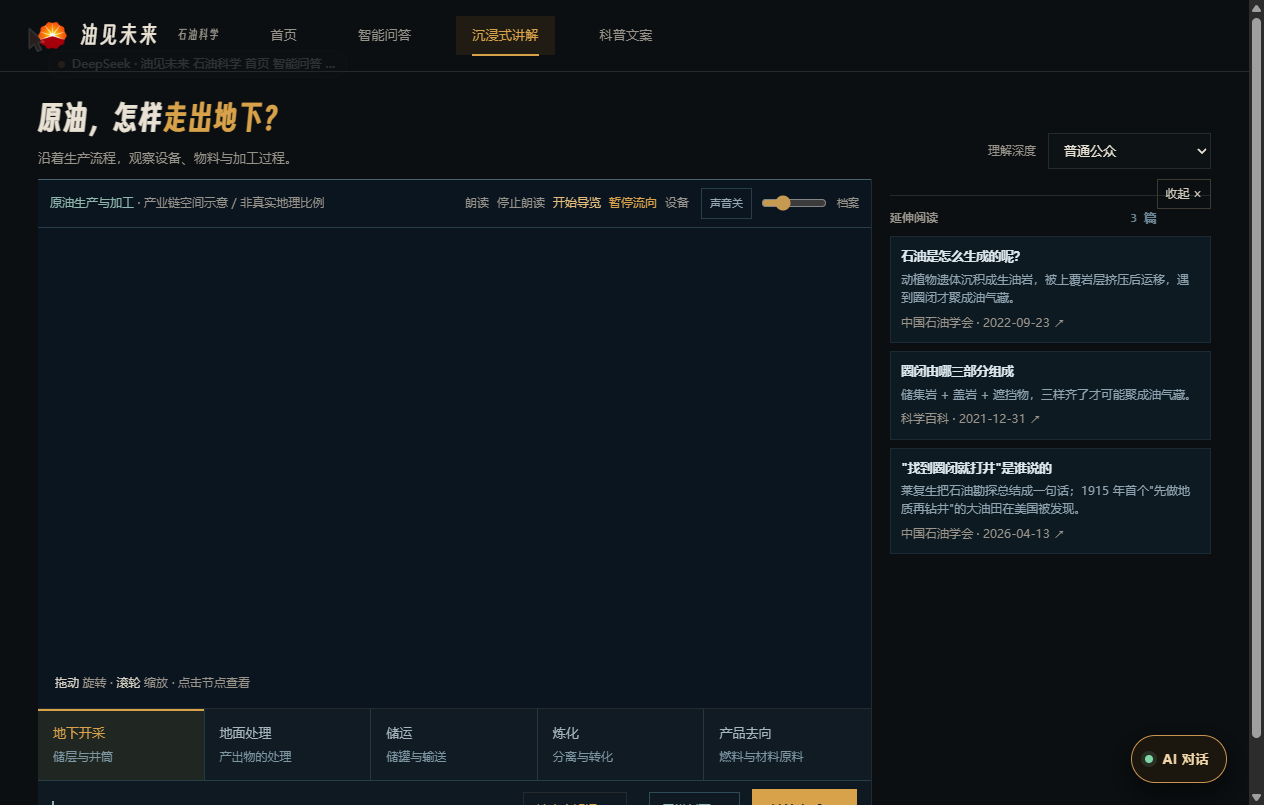 油见未来 石油科学 首页 智能问答 沉浸式讲解 科普文案
DeepSeek · 油见未来 石油科学 首页 智能问答 ...
原油，怎样走出地下?
沿着生产流程，观察设备、物料与加工过程。
理解深度 普通公众
原油生产与加工 · 产业链空间示意 / 非真实地理比例
朗读 停止朗读 开始导览 暂停流向 设备 声音关 档案
收起 ×
延伸阅读 3 篇
石油是怎么生成的呢?
动植物遗体沉积成生油岩，被上覆岩层挤压后运移，遇
到圈闭才聚成油气藏。
中国石油学会 · 2022-09-23 ↗
圈闭由哪三部分组成
储集岩 + 盖岩 + 遮挡物，三样齐了才可能聚成油气藏。
科学百科 · 2021-12-31 ↗
"找到圈闭就打井"是谁说的
莱复生把石油勘探总结成一句话；1915 年首个"先做地
质再钻井"的大油田在美国被发现。
中国石油学会 · 2026-04-13 ↗
拖动 旋转 · 滚轮 缩放 · 点击节点查看
地下开采
储层与井筒
地面处理
产出物的处理
储运
储罐与输送
炼化
分离与转化
产品去向
燃料与材料原料
AI 对话